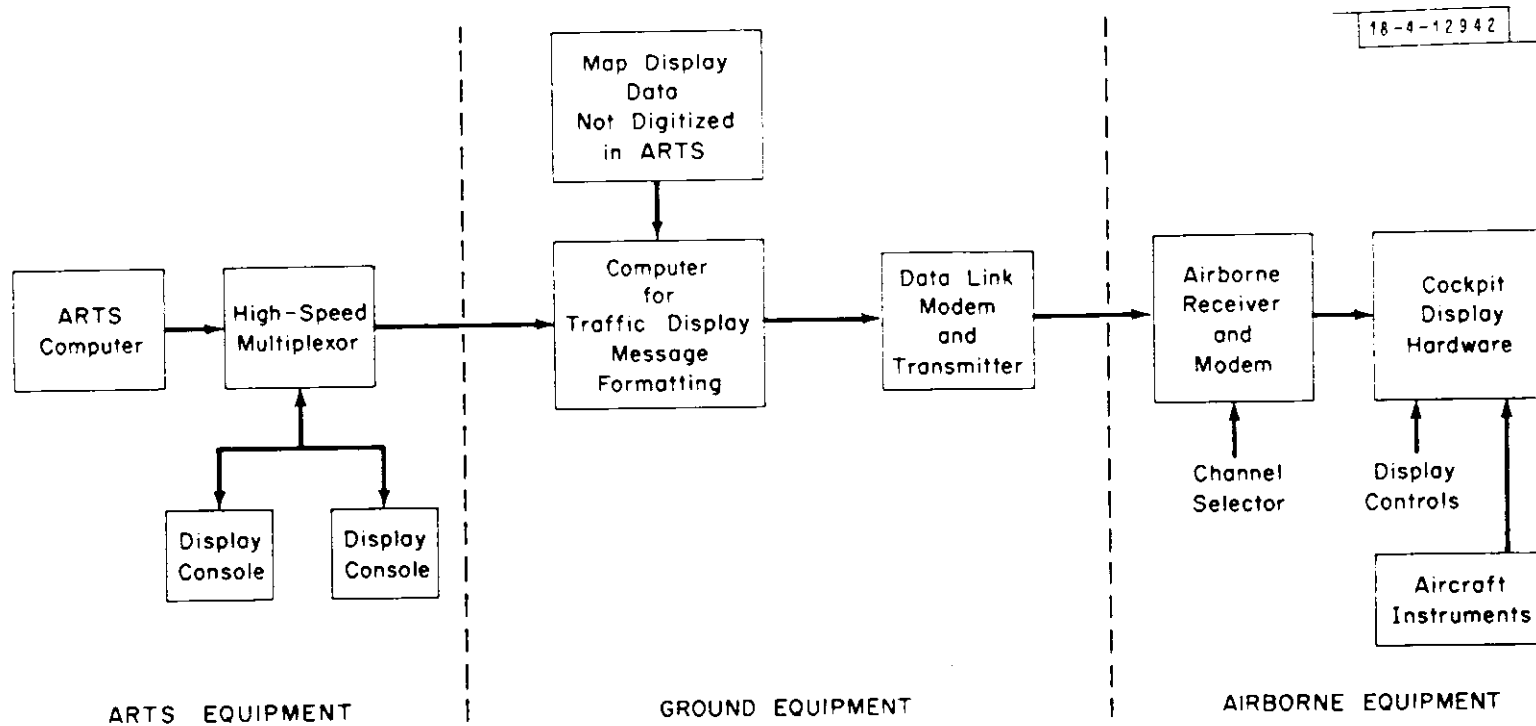 18-4-12942
Map Display
Data
Not Digitized
in ARTS
ARTS
Computer
High-Speed
Multiplexor
Computer
for
Traffic Display
Message
Formatting
Data Link
Modem
and
Transmitter
Airborne
Receiver
and
Modem
Cockpit
Display
Hardware
Channel
Selector
Display
Controls
Display
Console
Display
Console
Aircraft
Instruments
ARTS EQUIPMENT
GROUND EQUIPMENT
AIRBORNE EQUIPMENT